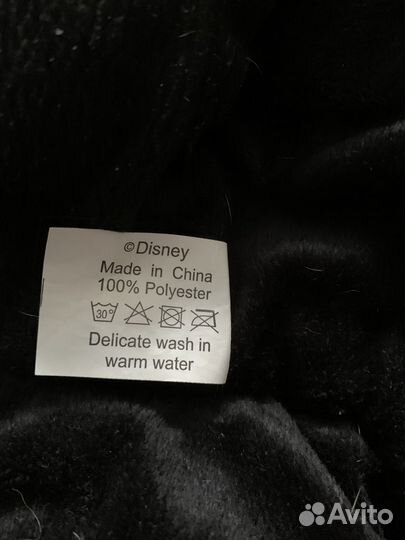 ©Disney
Made in China
100% Polyester
30°
Delicate wash in
warm water
Avito